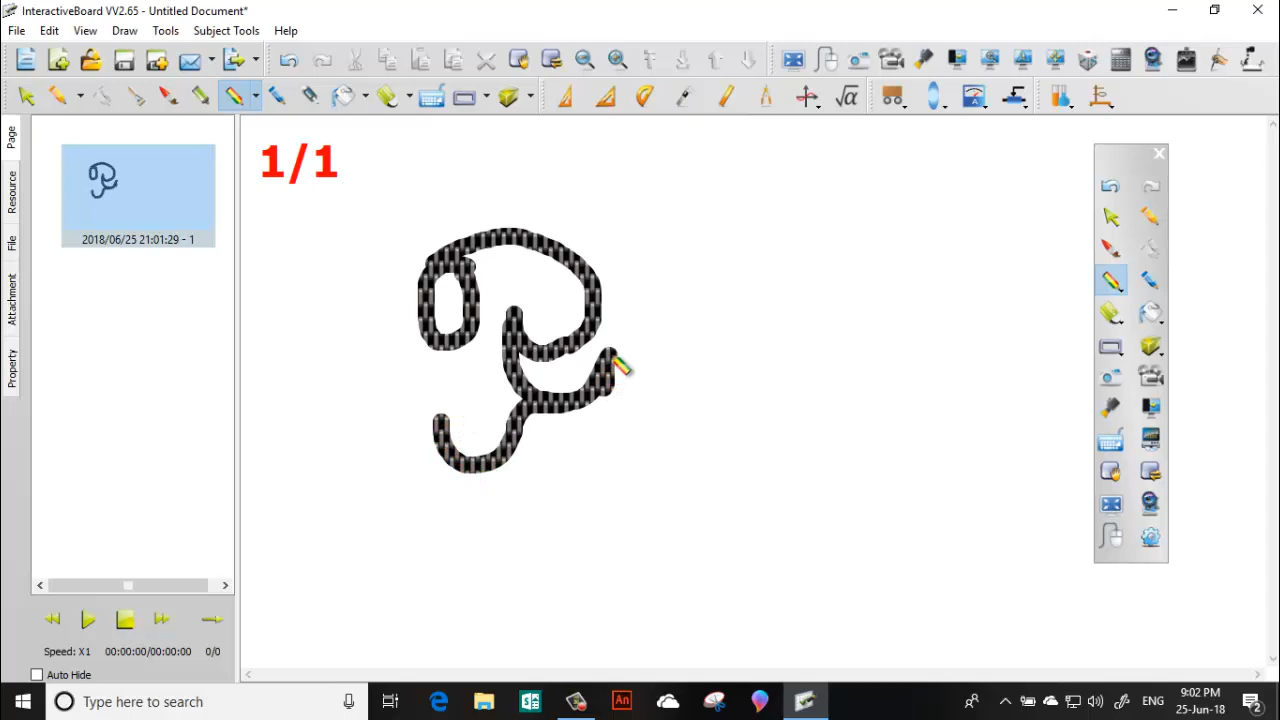 InteractiveBoard VV2.65 - Untitled Document*
File Edit View Draw Tools Subject Tools Help
Page
Resource
File
Attachment
Property
2018/06/25 21:01:29 - 1
1/1
Speed: X1 00:00:00/00:00:00 0/0
Auto Hide
Type here to search
An
ENG
9:02 PM
25-Jun-18
2